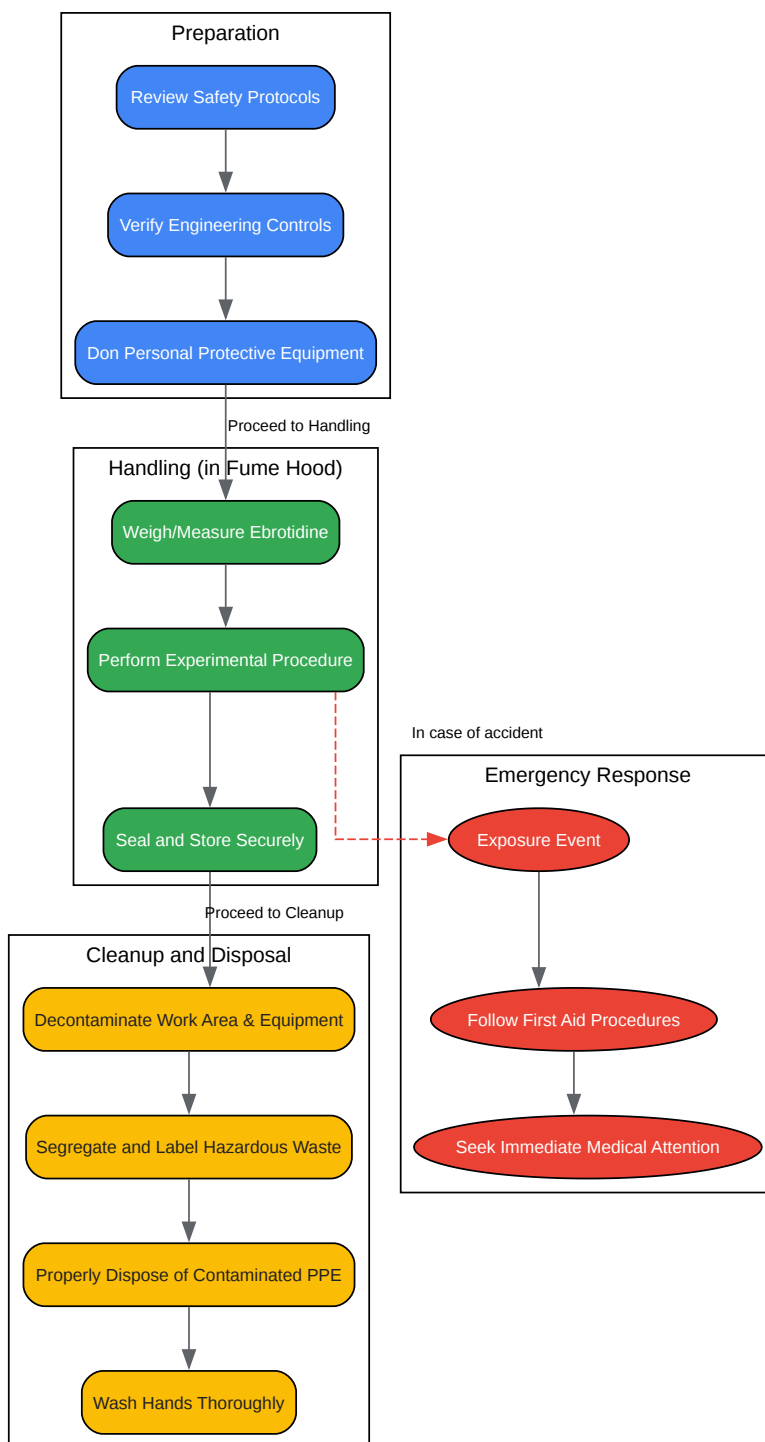 Preparation
Review Safety Protocols
Verify Engineering Controls
Don Personal Protective Equipment
Proceed to Handling
Handling (in Fume Hood)
Weigh/Measure Ebrotidine
Perform Experimental Procedure
Seal and Store Securely
In case of accident
Emergency Response
Exposure Event
Follow First Aid Procedures
Seek Immediate Medical Attention
Proceed to Cleanup
Cleanup and Disposal
Decontaminate Work Area & Equipment
Segregate and Label Hazardous Waste
Properly Dispose of Contaminated PPE
Wash Hands Thoroughly